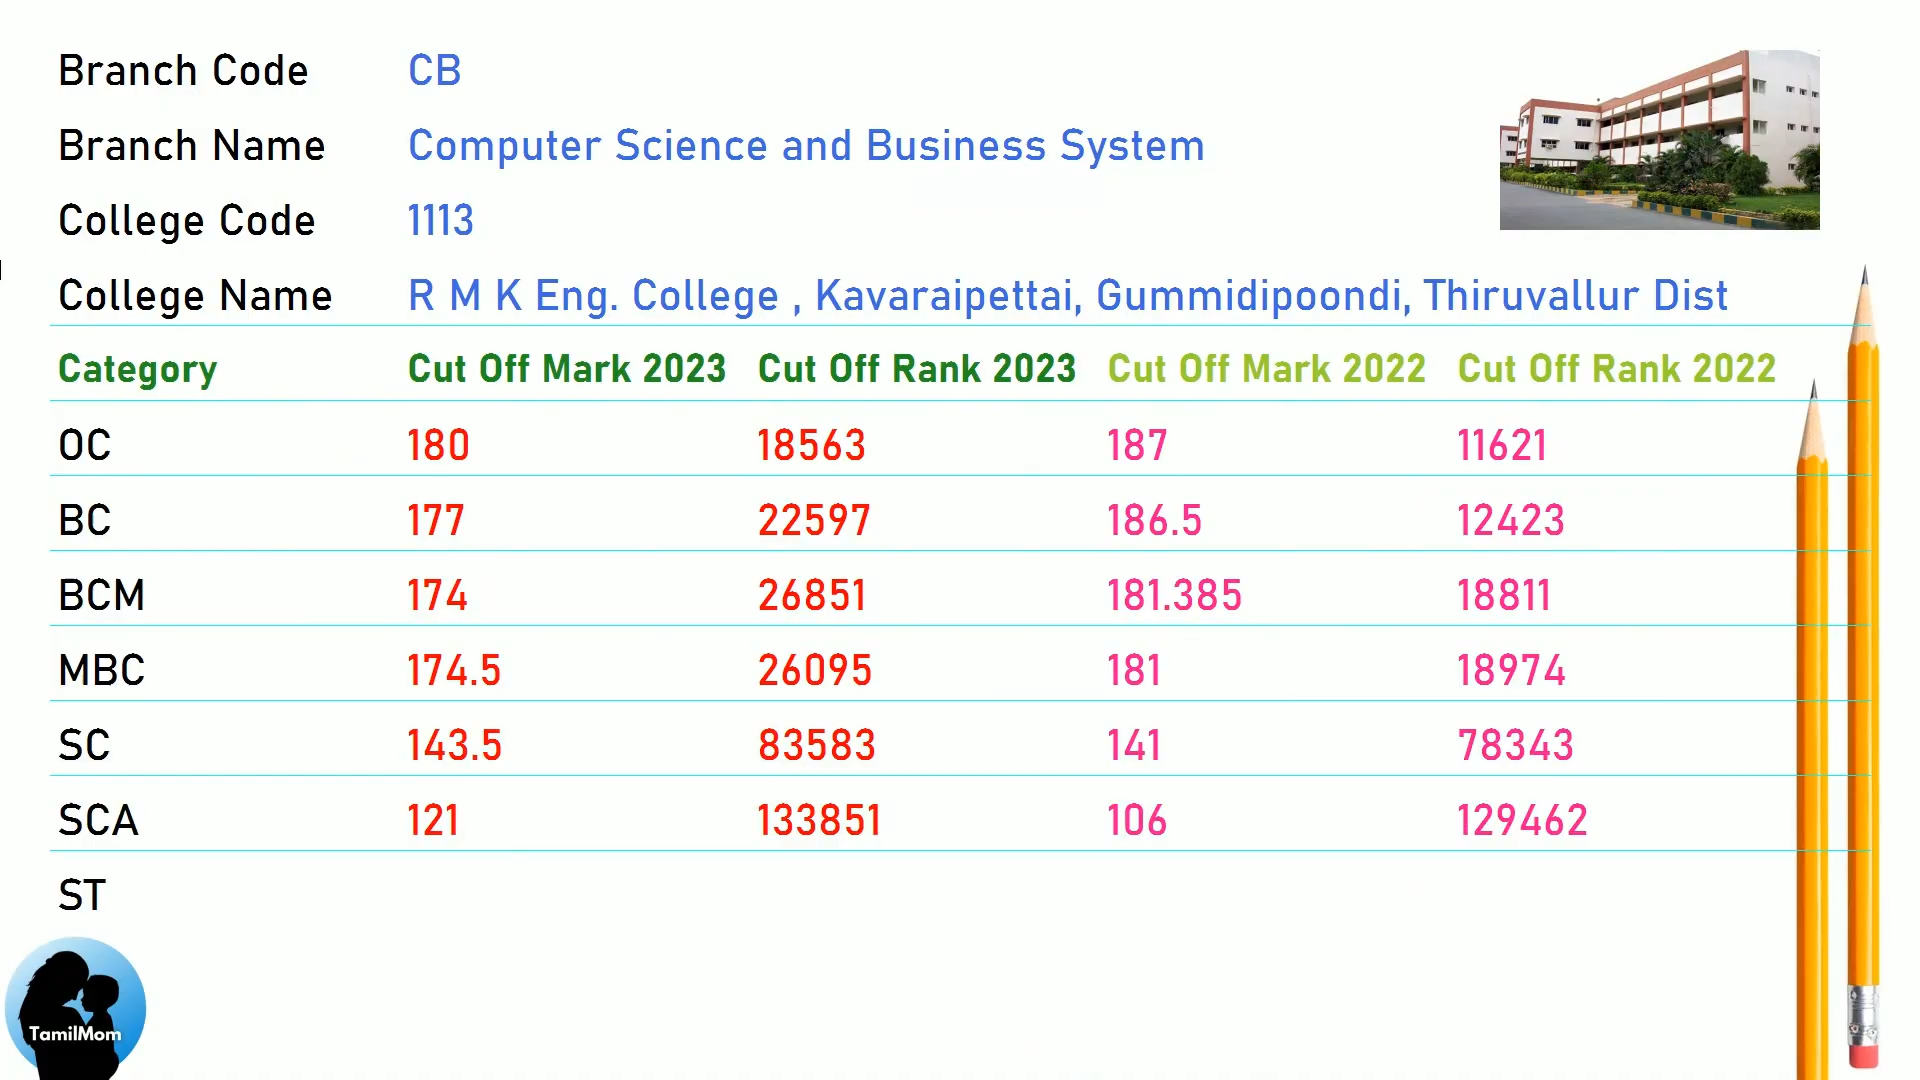 Branch Code CB
Branch Name Computer Science and Business System
College Code 1113
College Name R M K Eng. College , Kavaraipettai, Gummidipoondi, Thiruvallur Dist
Category Cut Off Mark 2023 Cut Off Rank 2023 Cut Off Mark 2022 Cut Off Rank 2022
OC 180 18563 187 11621
BC 177 22597 186.5 12423
BCM 174 26851 181.385 18811
MBC 174.5 26095 181 18974
SC 143.5 83583 141 78343
SCA 121 133851 106 129462
ST
TamilMom